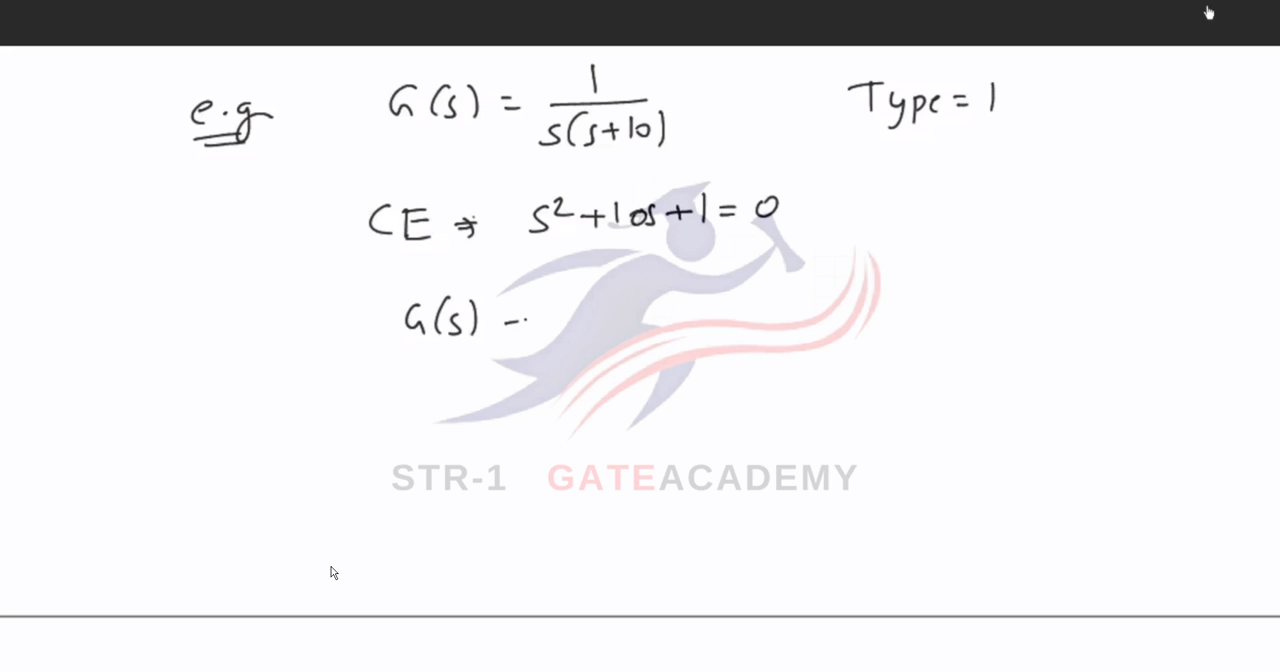 e.g G(s) = 1/s(s+10) Type = 1
CE ⇒ s²+10s+1 = 0
G(s) -
STR-1 GATEACADEMY